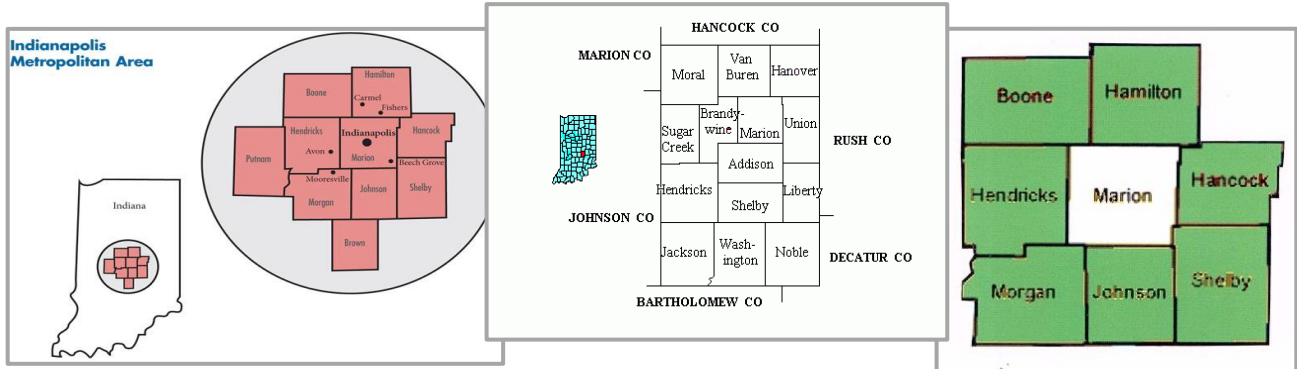 Indianapolis
Metropolitan Area
Indiana
Boone
Hamilton
Carmel
Fishers
Hendricks
Indianapolis
Hancock
Avon
Marion
Putnam
Beech Grove
Mooresville
Morgan
Johnson
Shelby
Brown
HANCOCK CO
MARION CO
Moral
Van
Buren
Hanover
Sugar
Creek
Brandy-
wine
Marion
Union
RUSH CO
Addison
Hendricks
Liberty
Shelby
JOHNSON CO
Jackson
Wash-
ington
Noble
DECATUR CO
BARTHOLOMEW CO
Boone
Hamilton
Hendricks
Marion
Hancock
Morgan
Johnson
Shelby